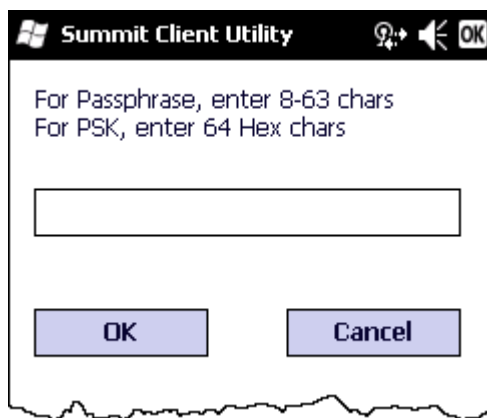 Summit Client Utility OK
For Passphrase, enter 8-63 chars
For PSK, enter 64 Hex chars
OK Cancel